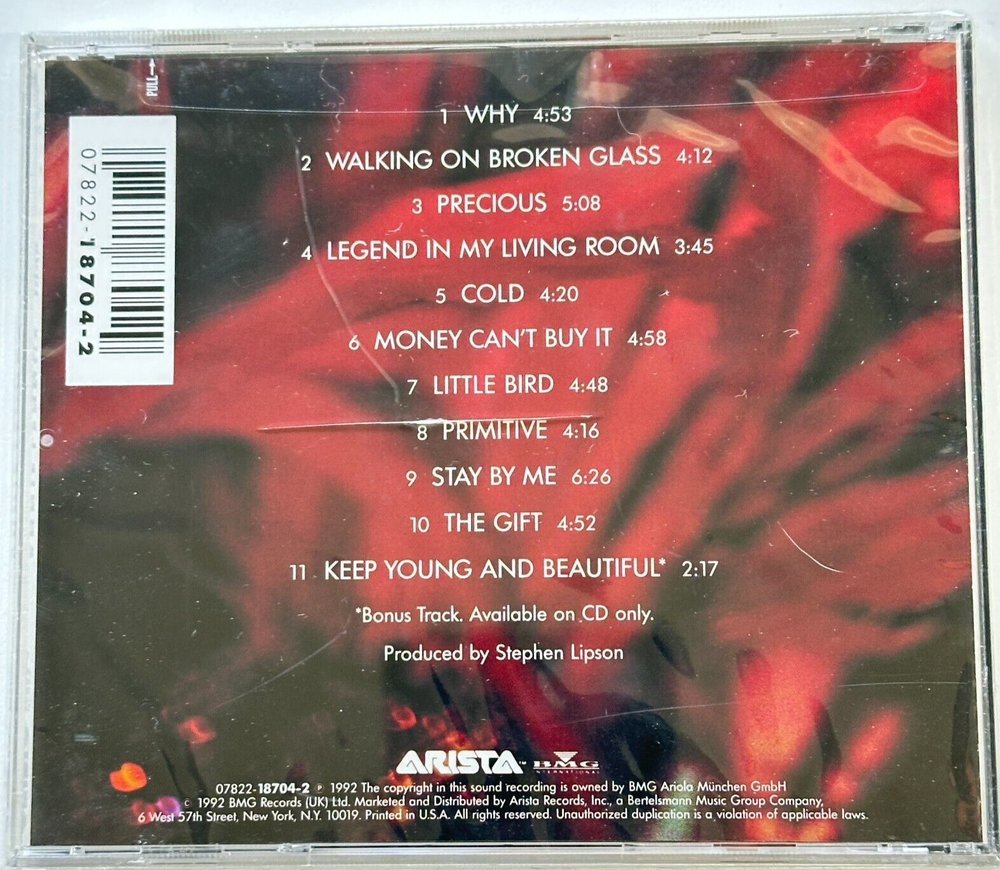 PULL→
07822-18704-2
1 WHY 4:53
2 WALKING ON BROKEN GLASS 4:12
3 PRECIOUS 5:08
4 LEGEND IN MY LIVING ROOM 3:45
5 COLD 4:20
6 MONEY CAN'T BUY IT 4:58
7 LITTLE BIRD 4:48
8 PRIMITIVE 4:16
9 STAY BY ME 6:26
10 THE GIFT 4:52
11 KEEP YOUNG AND BEAUTIFUL* 2:17
*Bonus Track. Available on CD only.
Produced by Stephen Lipson
ARISTA™ BMG INTERNATIONAL
07822-18704-2 ℗ 1992 The copyright in this sound recording is owned by BMG Ariola München GmbH
© 1992 BMG Records (UK) Ltd. Marketed and Distributed by Arista Records, Inc., a Bertelsmann Music Group Company,
6 West 57th Street, New York, N.Y. 10019. Printed in U.S.A. All rights reserved. Unauthorized duplication is a violation of applicable laws.